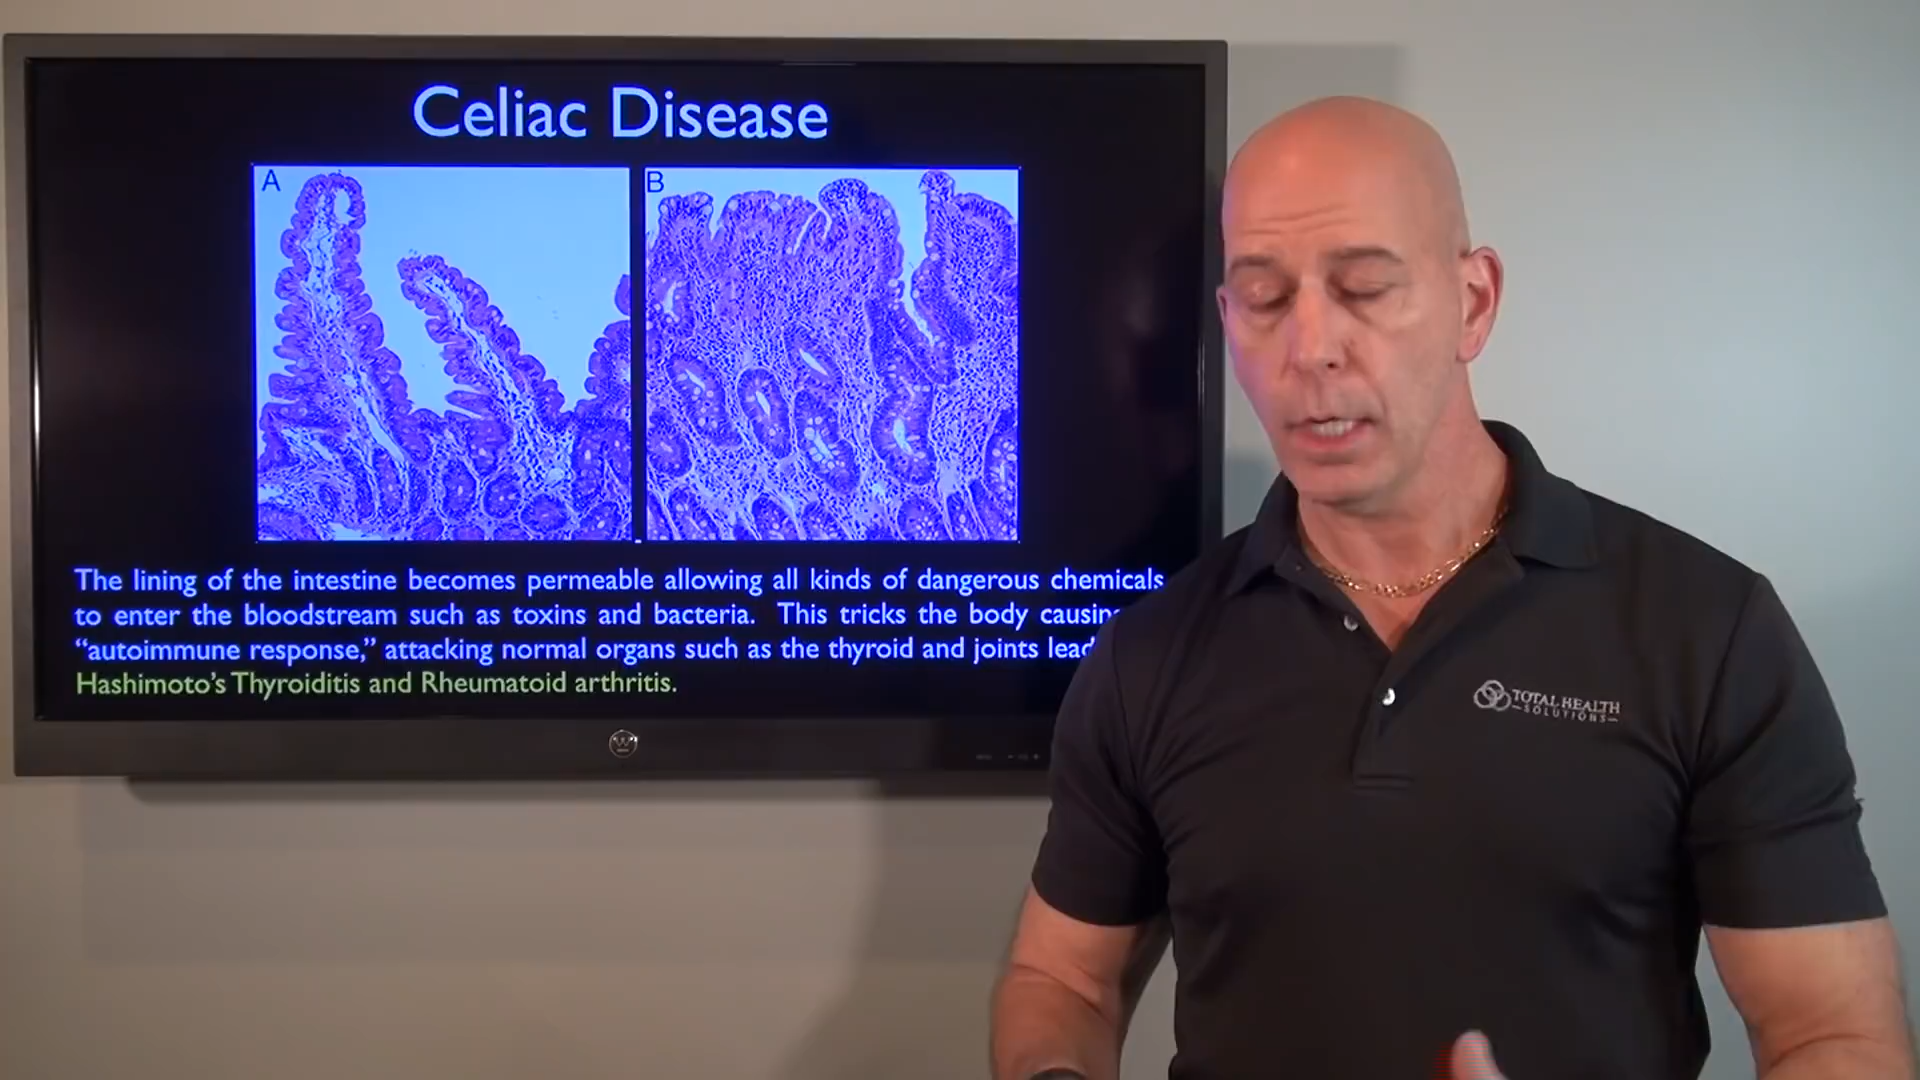 Celiac Disease
A
B
The lining of the intestine becomes permeable allowing all kinds of dangerous chemicals
to enter the bloodstream such as toxins and bacteria. This tricks the body
“autoimmune response,” attacking normal organs such as the thyroid and joints
Hashimoto’s Thyroiditis and Rheumatoid arthritis.
TOTAL HEALTH
SOLUTIONS